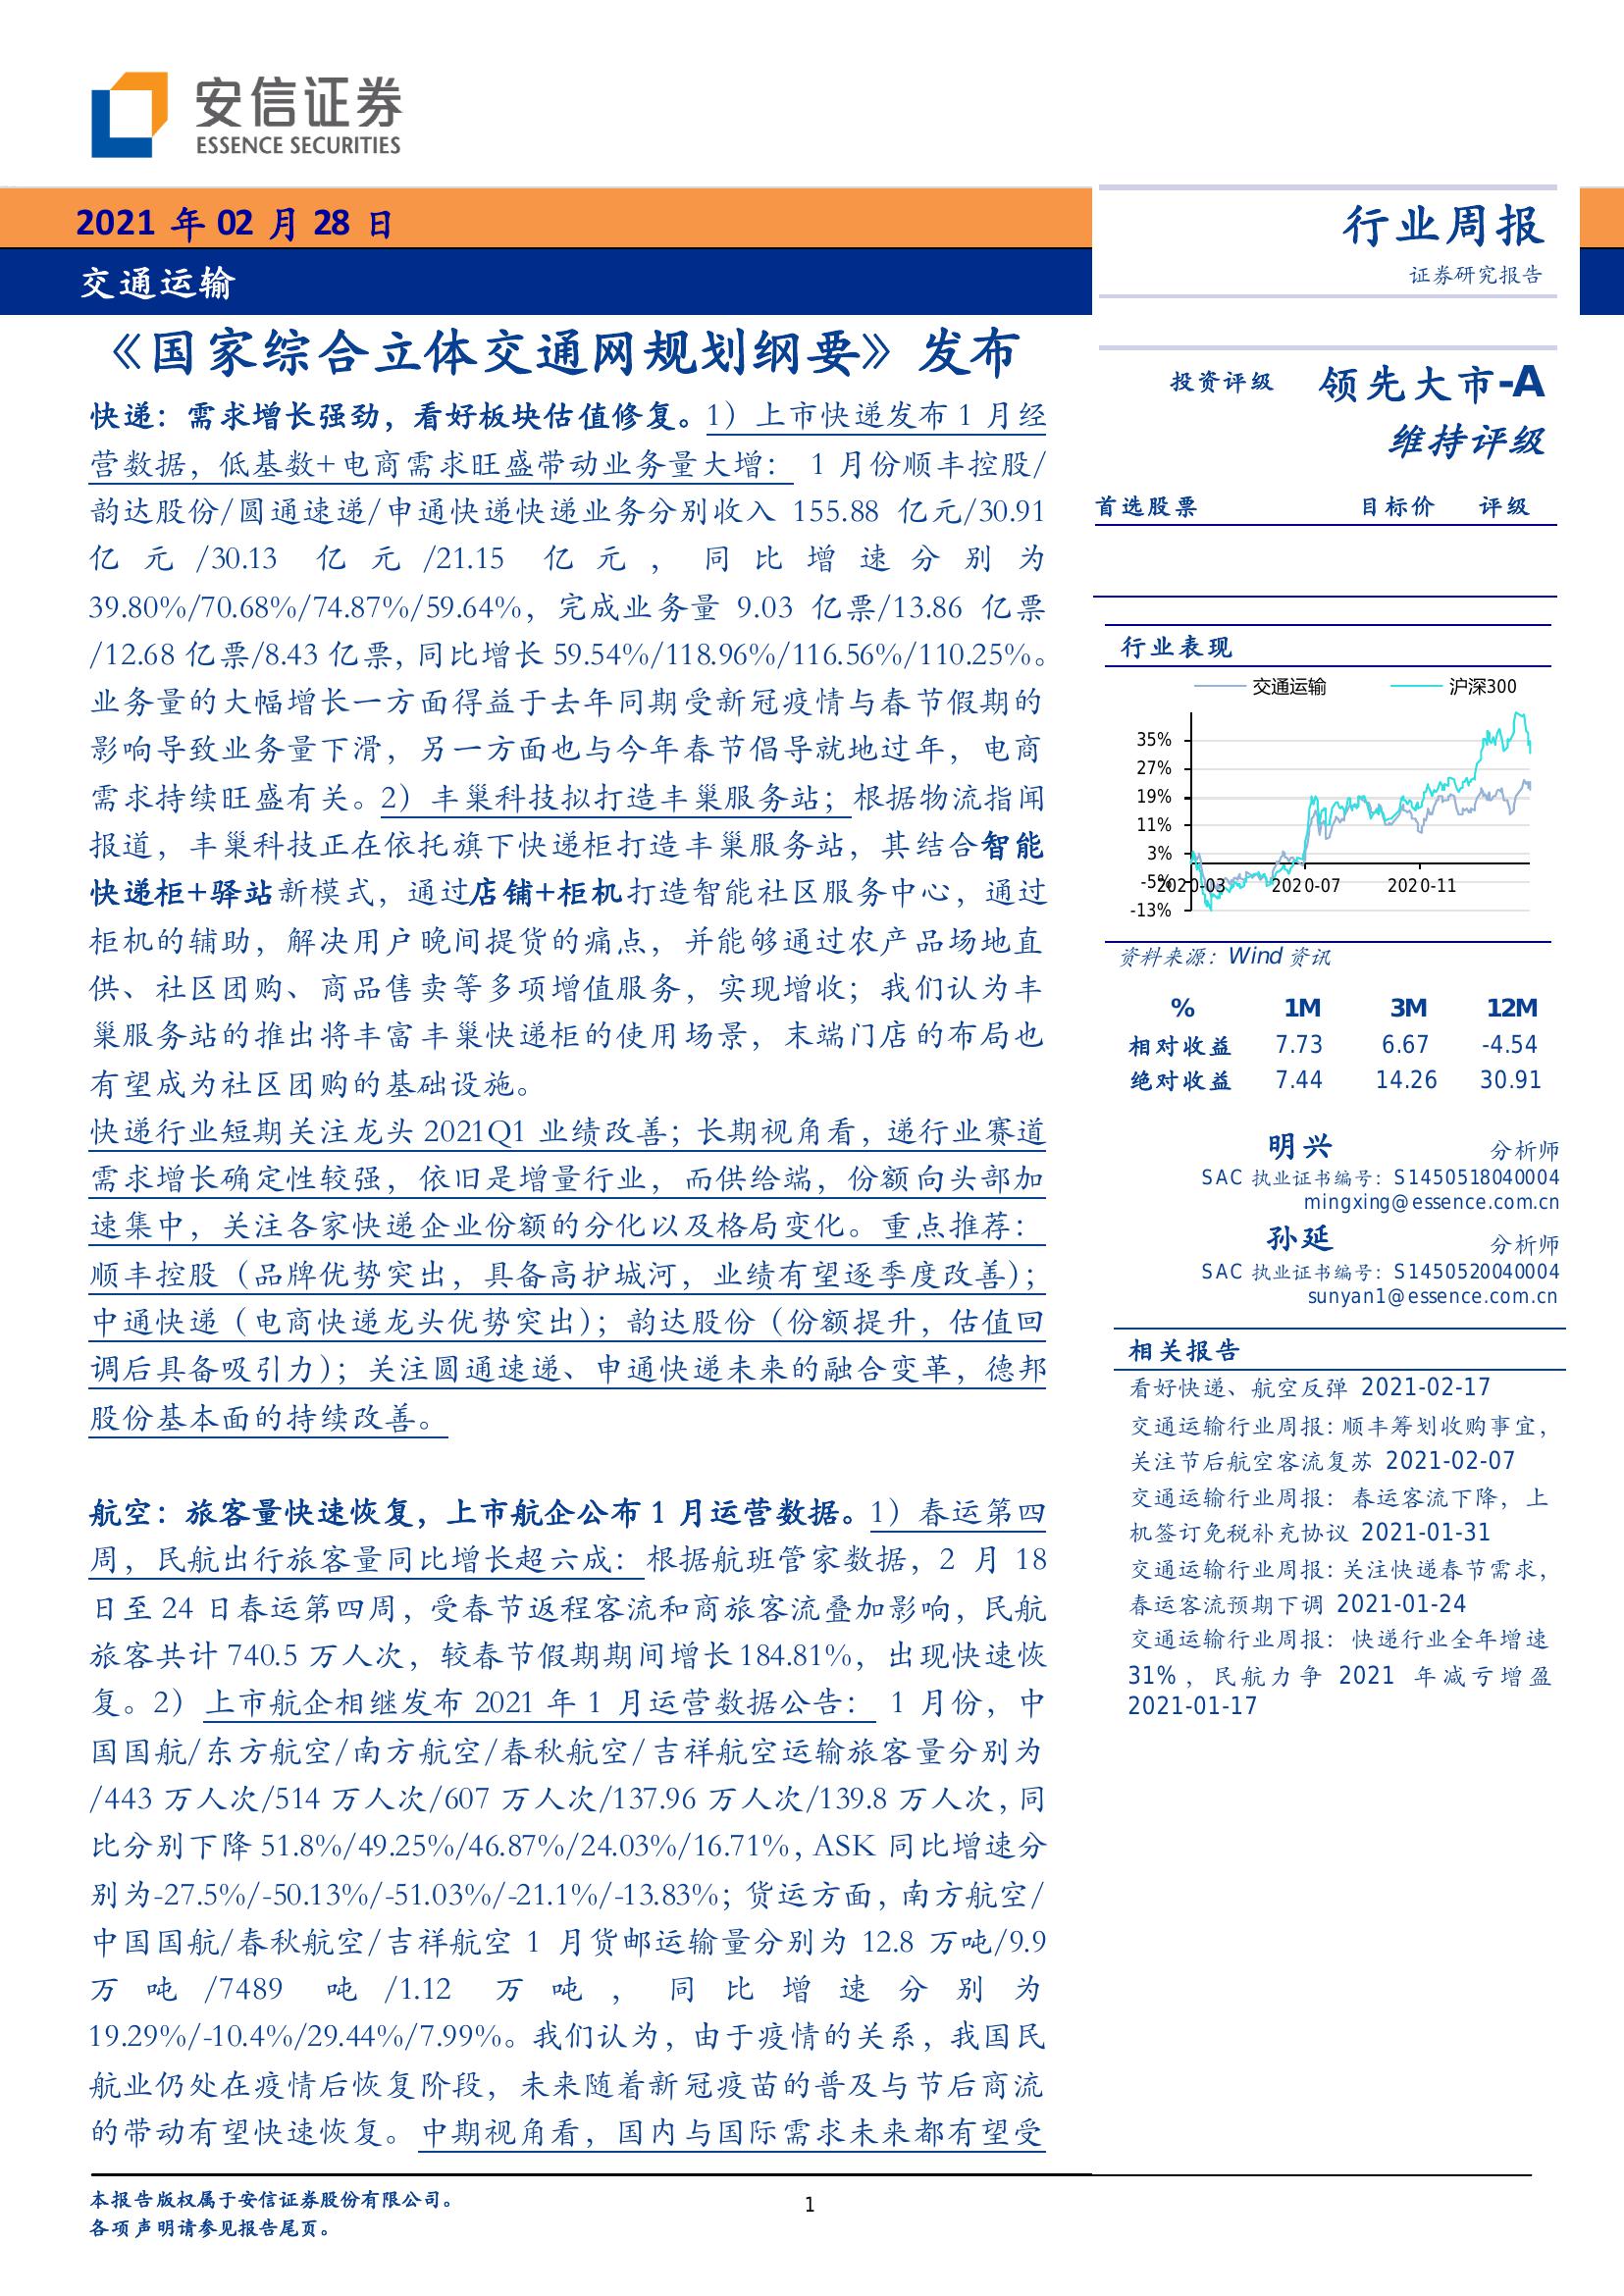 安信证券
ESSENCE SECURITIES
2021 年 02 月 28 日
交通运输
行业周报
证券研究报告
《国家综合立体交通网规划纲要》发布
快递：需求增长强劲，看好板块估值修复。1）上市快递发布 1 月经
营数据，低基数+电商需求旺盛带动业务量大增： 1 月份顺丰控股/
韵达股份/圆通速递/申通快递快递业务分别收入 155.88 亿元/30.91
亿元/30.13 亿元/21.15 亿元，同比增速分别为
39.80%/70.68%/74.87%/59.64%，完成业务量 9.03 亿票/13.86 亿票
/12.68 亿票/8.43 亿票，同比增长 59.54%/118.96%/116.56%/110.25%。
业务量的大幅增长一方面得益于去年同期受新冠疫情与春节假期的
影响导致业务量下滑，另一方面也与今年春节倡导就地过年，电商
需求持续旺盛有关。2）丰巢科技拟打造丰巢服务站；根据物流指闻
报道，丰巢科技正在依托旗下快递柜打造丰巢服务站，其结合智能
快递柜+驿站新模式，通过店铺+柜机打造智能社区服务中心，通过
柜机的辅助，解决用户晚间提货的痛点，并能够通过农产品场地直
供、社区团购、商品售卖等多项增值服务，实现增收；我们认为丰
巢服务站的推出将丰富丰巢快递柜的使用场景，末端门店的布局也
有望成为社区团购的基础设施。
快递行业短期关注龙头 2021Q1 业绩改善；长期视角看，递行业赛道
需求增长确定性较强，依旧是增量行业，而供给端，份额向头部加
速集中，关注各家快递企业份额的分化以及格局变化。重点推荐：
顺丰控股（品牌优势突出，具备高护城河，业绩有望逐季度改善）；
中通快递（电商快递龙头优势突出）；韵达股份（份额提升，估值回
调后具备吸引力）；关注圆通速递、申通快递未来的融合变革，德邦
股份基本面的持续改善。
航空：旅客量快速恢复，上市航企公布 1 月运营数据。1）春运第四
周，民航出行旅客量同比增长超六成：根据航班管家数据，2 月 18
日至 24 日春运第四周，受春节返程客流和商旅客流叠加影响，民航
旅客共计 740.5 万人次，较春节假期期间增长 184.81%，出现快速恢
复。2）上市航企相继发布 2021 年 1 月运营数据公告： 1 月份，中
国国航/东方航空/南方航空/春秋航空/吉祥航空运输旅客量分别为
/443 万人次/514 万人次/607 万人次/137.96 万人次/139.8 万人次，同
比分别下降 51.8%/49.25%/46.87%/24.03%/16.71%，ASK 同比增速分
别为-27.5%/-50.13%/-51.03%/-21.1%/-13.83%；货运方面，南方航空/
中国国航/春秋航空/吉祥航空 1 月货邮运输量分别为 12.8 万吨/9.9
万吨/7489 吨/1.12 万吨，同比增速分别为
19.29%/-10.4%/29.44%/7.99%。我们认为，由于疫情的关系，我国民
航业仍处在疫情后恢复阶段，未来随着新冠疫苗的普及与节后商流
的带动有望快速恢复。中期视角看，国内与国际需求未来都有望受
投资评级 领先大市-A
维持评级
首选股票 目标价 评级
行业表现
交通运输 沪深300
35%
27%
19%
11%
3%
-5%
-13%
2020-03 2020-07 2020-11
资料来源：Wind 资讯
% 1M 3M 12M
相对收益 7.73 6.67 -4.54
绝对收益 7.44 14.26 30.91
明兴 分析师
SAC 执业证书编号：S1450518040004
mingxing@essence.com.cn
孙延 分析师
SAC 执业证书编号：S1450520040004
sunyan1@essence.com.cn
相关报告
看好快递、航空反弹 2021-02-17
交通运输行业周报：顺丰筹划收购事宜，
关注节后航空客流复苏 2021-02-07
交通运输行业周报：春运客流下降，上
机签订免税补充协议 2021-01-31
交通运输行业周报：关注快递春节需求，
春运客流预期下调 2021-01-24
交通运输行业周报：快递行业全年增速
31%，民航力争 2021 年减亏增盈
2021-01-17
本报告版权属于安信证券股份有限公司。
各项声明请参见报告尾页。
1